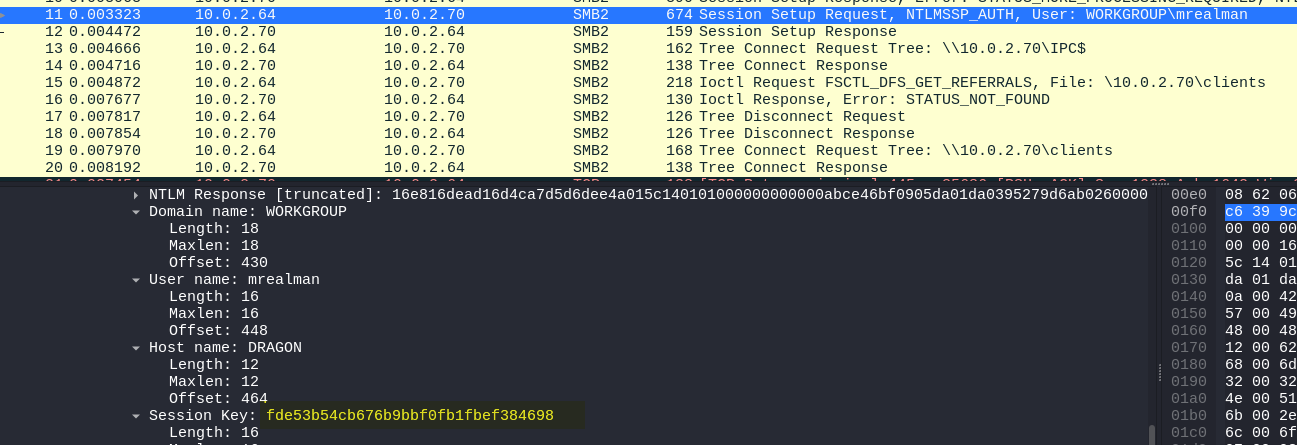 11 0.003323 10.0.2.64 10.0.2.70 SMB2 674 Session Setup Request, NTLMSSP_AUTH, User: WORKGROUP\mrealman
12 0.004472 10.0.2.70 10.0.2.64 SMB2 159 Session Setup Response
13 0.004666 10.0.2.64 10.0.2.70 SMB2 162 Tree Connect Request Tree: \\10.0.2.70\IPC$
14 0.004716 10.0.2.70 10.0.2.64 SMB2 138 Tree Connect Response
15 0.004872 10.0.2.64 10.0.2.70 SMB2 218 Ioctl Request FSCTL_DFS_GET_REFERRALS, File: \10.0.2.70\clients
16 0.007677 10.0.2.70 10.0.2.64 SMB2 130 Ioctl Response, Error: STATUS_NOT_FOUND
17 0.007817 10.0.2.64 10.0.2.70 SMB2 126 Tree Disconnect Request
18 0.007854 10.0.2.70 10.0.2.64 SMB2 126 Tree Disconnect Response
19 0.007970 10.0.2.64 10.0.2.70 SMB2 168 Tree Connect Request Tree: \\10.0.2.70\clients
20 0.008192 10.0.2.70 10.0.2.64 SMB2 138 Tree Connect Response
NTLM Response [truncated]: 16e816dead16d4ca7d5d6dee4a015c140101000000000000abce46bf0905da01da0395279d6ab0260000
Domain name: WORKGROUP
Length: 18
Maxlen: 18
Offset: 430
User name: mrealman
Length: 16
Maxlen: 16
Offset: 448
Host name: DRAGON
Length: 12
Maxlen: 12
Offset: 464
Session Key: fde53b54cb676b9bbf0fb1fbef384698
Length: 16
00e0 08 62 06
00f0 c6 39 9c
0100 00 00 00
0110 00 00 16
0120 5c 14 01
0130 da 01 da
0140 0a 00 42
0150 57 00 49
0160 48 00 48
0170 12 00 62
0180 68 00 6d
0190 32 00 32
01a0 4e 00 51
01b0 6b 00 2e
01c0 6c 00 6f